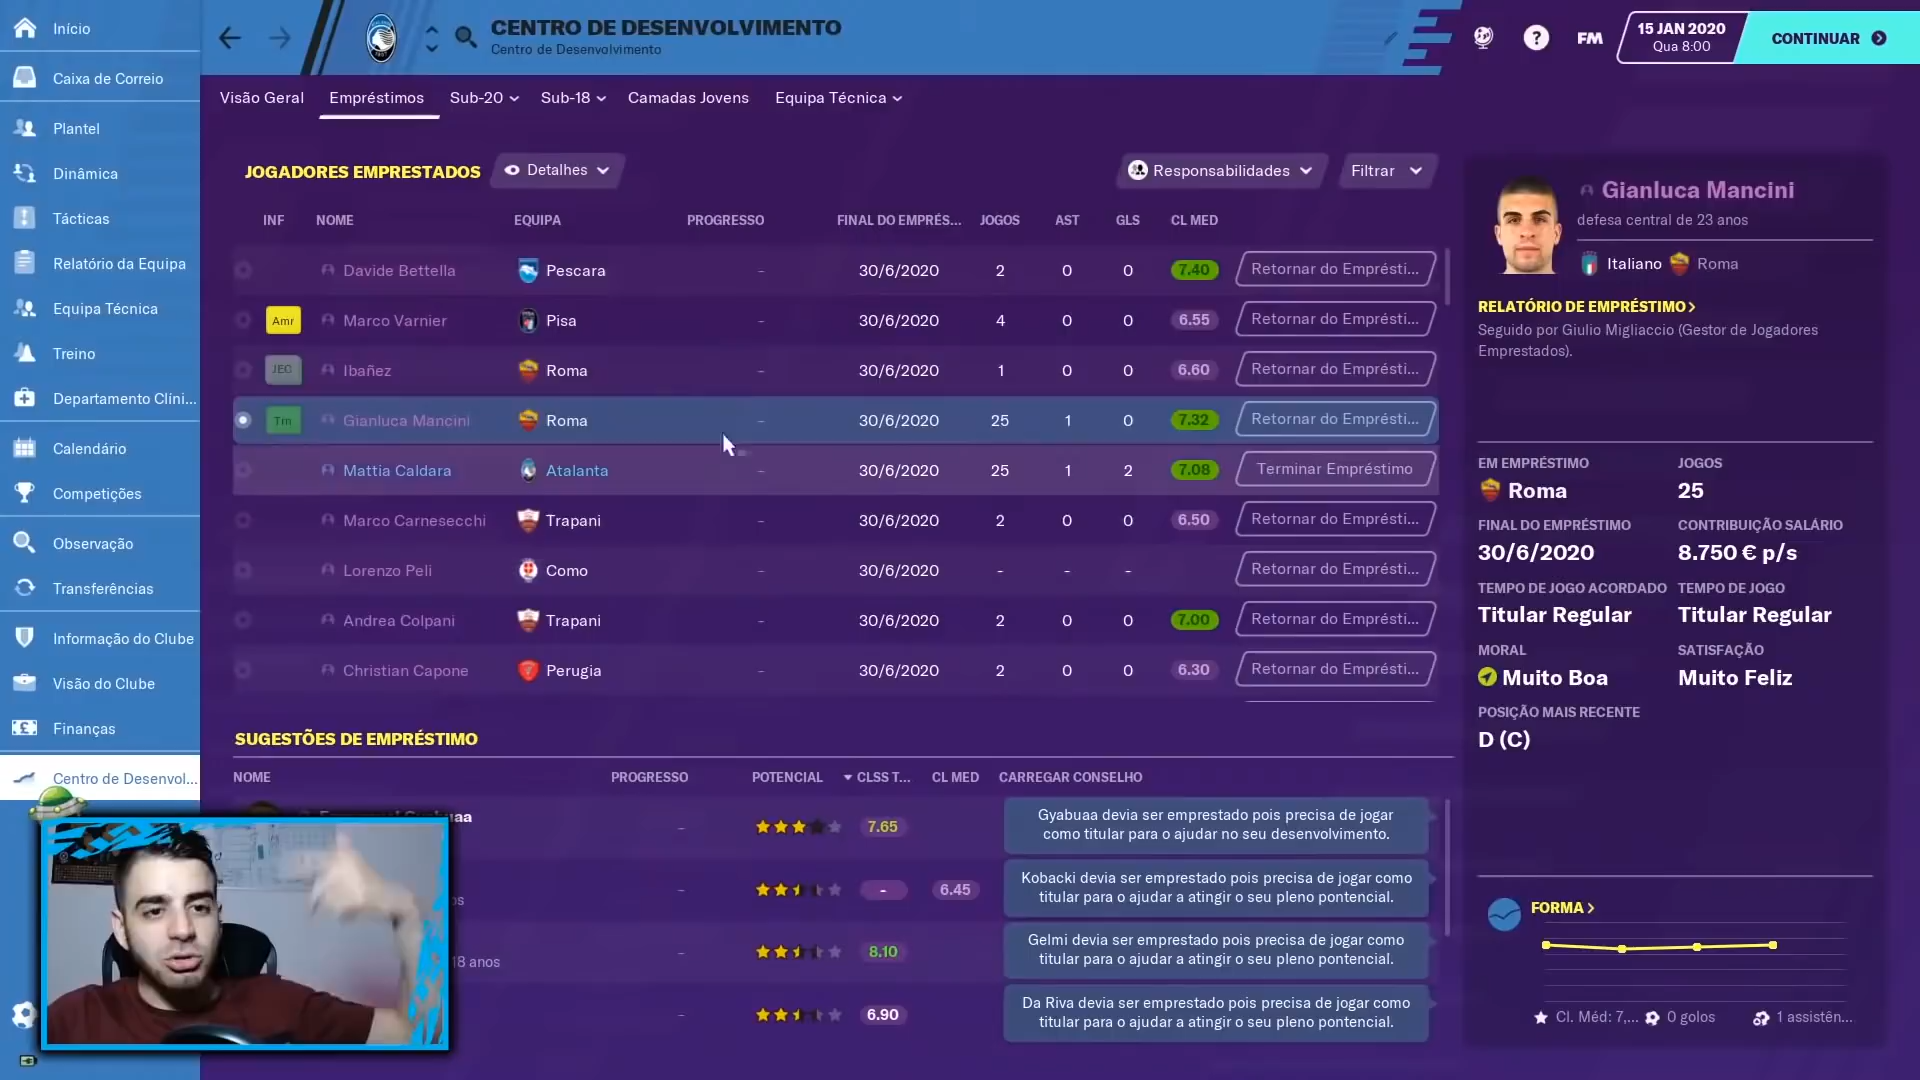 Início
Caixa de Correio
Plantel
Dinâmica
Tácticas
Relatório da Equipa
Equipa Técnica
Treino
Departamento Clíni...
Calendário
Competições
Observação
Transferências
Informação do Clube
Visão do Clube
Finanças
Centro de Desenvol...
CENTRO DE DESENVOLVIMENTO
Centro de Desenvolvimento
?
FM
15 JAN 2020
Qua 8:00
CONTINUAR
Visão Geral Empréstimos Sub-20 Sub-18 Camadas Jovens Equipa Técnica
JOGADORES EMPRESTADOS Detalhes Responsabilidades Filtrar
INF NOME EQUIPA PROGRESSO FINAL DO EMPRÉS... JOGOS AST GLS CL MED
Davide Bettella Pescara - 30/6/2020 2 0 0 7.40 Retornar do Emprésti...
Amr Marco Varnier Pisa - 30/6/2020 4 0 0 6.55 Retornar do Emprésti...
JEC Ibañez Roma - 30/6/2020 1 0 0 6.60 Retornar do Emprésti...
Trn Gianluca Mancini Roma - 30/6/2020 25 1 0 7.32 Retornar do Emprésti...
Mattia Caldara Atalanta - 30/6/2020 25 1 2 7.08 Terminar Empréstimo
Marco Carnesecchi Trapani - 30/6/2020 2 0 0 6.50 Retornar do Emprésti...
Lorenzo Peli Como - 30/6/2020 - - - Retornar do Emprésti...
Andrea Colpani Trapani - 30/6/2020 2 0 0 7.00 Retornar do Emprésti...
Christian Capone Perugia - 30/6/2020 2 0 0 6.30 Retornar do Emprésti...
SUGESTÕES DE EMPRÉSTIMO
NOME PROGRESSO POTENCIAL CLSS T... CL MED CARREGAR CONSELHO
- 7.65
Gyabuaa devia ser emprestado pois precisa de jogar
como titular para o ajudar no seu desenvolvimento.
- - 6.45
Kobacki devia ser emprestado pois precisa de jogar como
titular para o ajudar a atingir o seu pleno pontencial.
18 anos
- 8.10
Gelmi devia ser emprestado pois precisa de jogar como
titular para o ajudar a atingir o seu pleno pontencial.
- 6.90
Da Riva devia ser emprestado pois precisa de jogar como
titular para o ajudar a atingir o seu pleno pontencial.
Gianluca Mancini
defesa central de 23 anos
Italiano Roma
RELATÓRIO DE EMPRÉSTIMO >
Seguido por Giulio Migliaccio (Gestor de Jogadores
Emprestados).
EM EMPRÉSTIMO JOGOS
Roma 25
FINAL DO EMPRÉSTIMO CONTRIBUIÇÃO SALÁRIO
30/6/2020 8.750 € p/s
TEMPO DE JOGO ACORDADO TEMPO DE JOGO
Titular Regular Titular Regular
MORAL SATISFAÇÃO
Muito Boa Muito Feliz
POSIÇÃO MAIS RECENTE
D (C)
FORMA >
Cl. Méd: 7,... 0 golos 1 assistên...